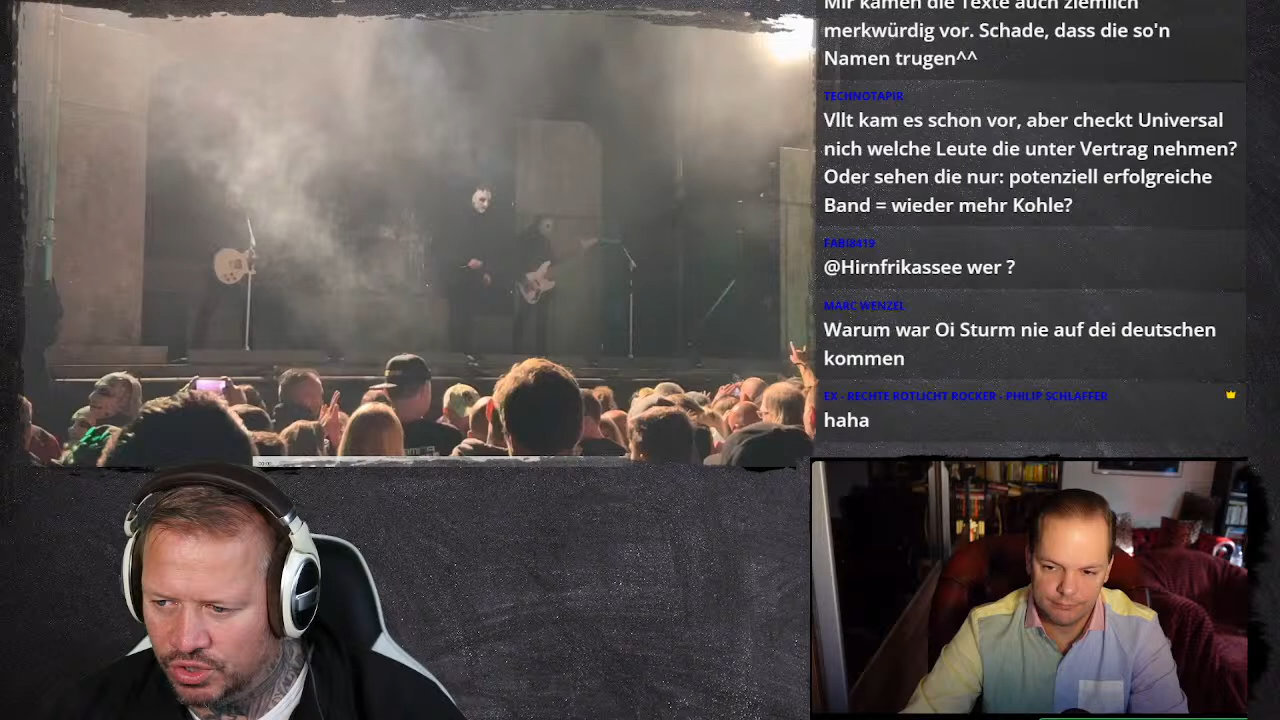 Mir kamen die Texte auch ziemlich
merkwürdig vor. Schade, dass die so'n
Namen trugen^^
TECHNOTAPIR
Vllt kam es schon vor, aber checkt Universal
nich welche Leute die unter Vertrag nehmen?
Oder sehen die nur: potenziell erfolgreiche
Band = wieder mehr Kohle?
FABI8419
@Hirnfrikassee wer ?
MARC WENZEL
Warum war Oi Sturm nie auf dei deutschen
kommen
EX - RECHTE ROTLICHT ROCKER - PHILIP SCHLAFFER
haha